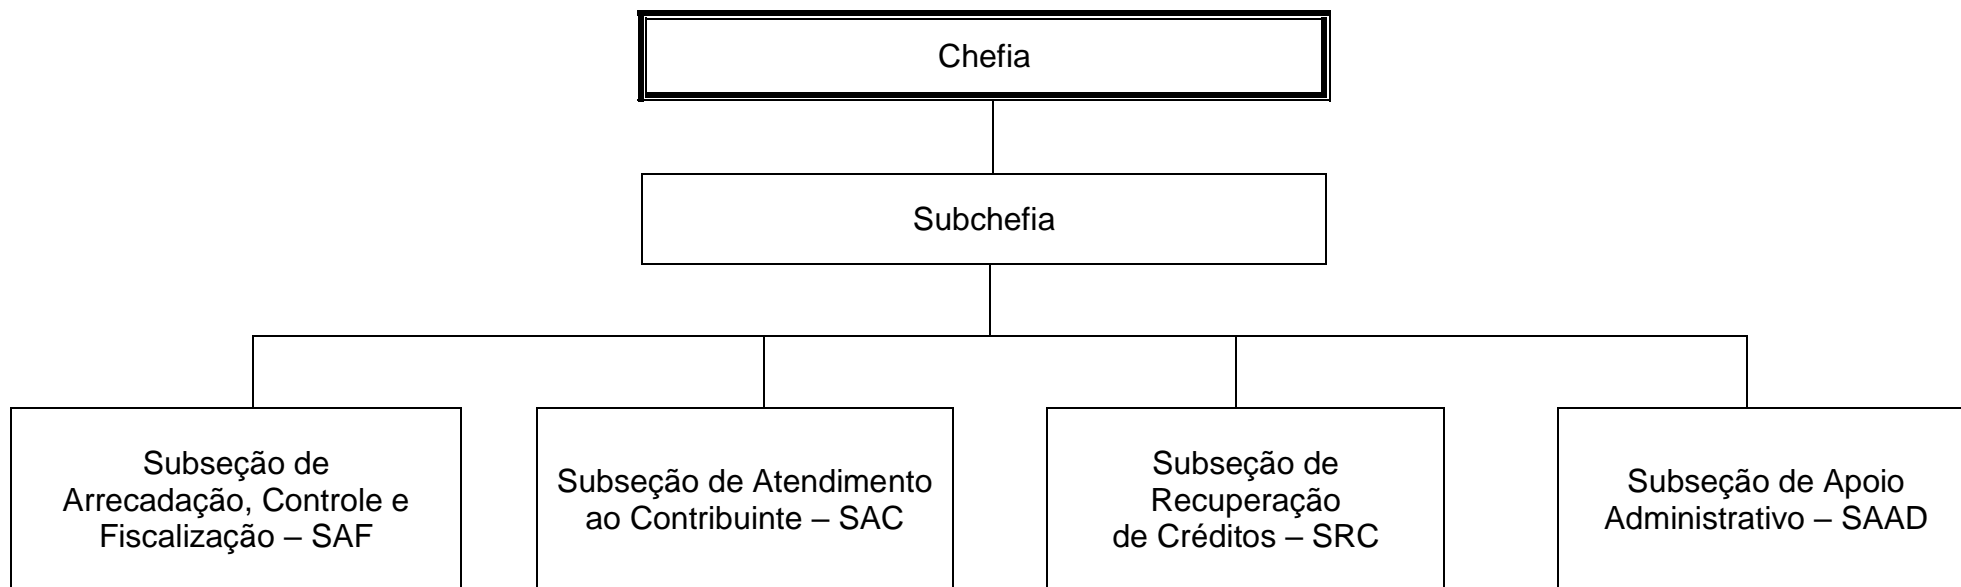 Chefia
Subchefia
Subseção de
Arrecadação, Controle e
Fiscalização – SAF
Subseção de Atendimento
ao Contribuinte – SAC
Subseção de
Recuperação
de Créditos – SRC
Subseção de Apoio
Administrativo – SAAD